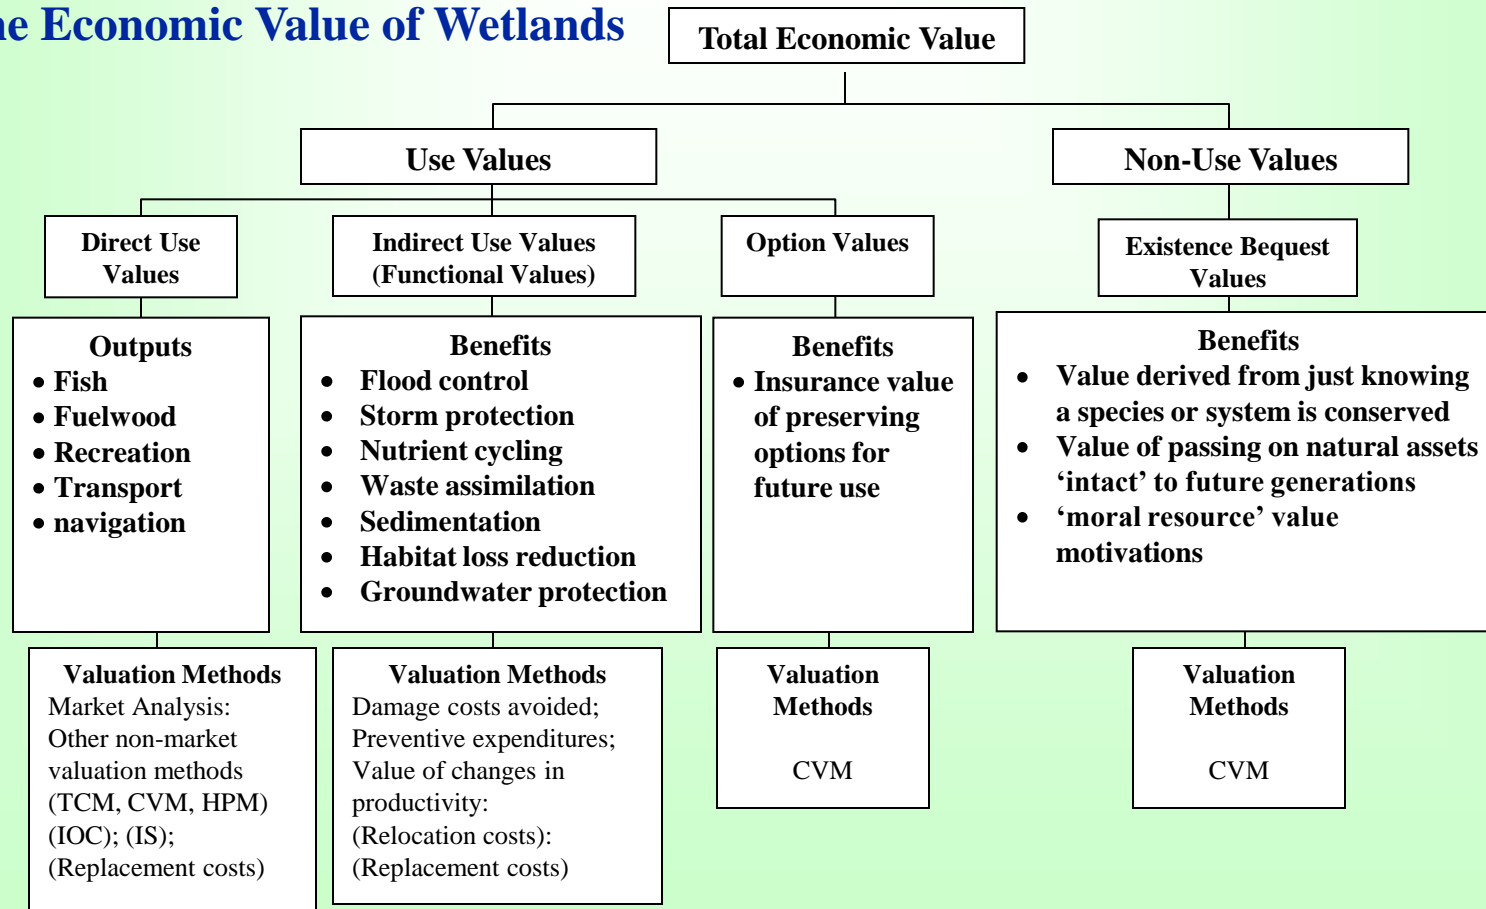 e Economic Value of Wetlands
Total Economic Value
Use Values
Non-Use Values
Direct Use
Values
Indirect Use Values
(Functional Values)
Option Values
Existence Bequest
Values
Outputs
• Fish
• Fuelwood
• Recreation
• Transport
• navigation
Benefits
• Flood control
• Storm protection
• Nutrient cycling
• Waste assimilation
• Sedimentation
• Habitat loss reduction
• Groundwater protection
Benefits
• Insurance value
of preserving
options for
future use
Benefits
• Value derived from just knowing
a species or system is conserved
• Value of passing on natural assets
‘intact’ to future generations
• ‘moral resource’ value
motivations
Valuation Methods
Market Analysis:
Other non-market
valuation methods
(TCM, CVM, HPM)
(IOC); (IS);
(Replacement costs)
Valuation Methods
Damage costs avoided;
Preventive expenditures;
Value of changes in
productivity:
(Relocation costs):
(Replacement costs)
Valuation
Methods
CVM
Valuation
Methods
CVM